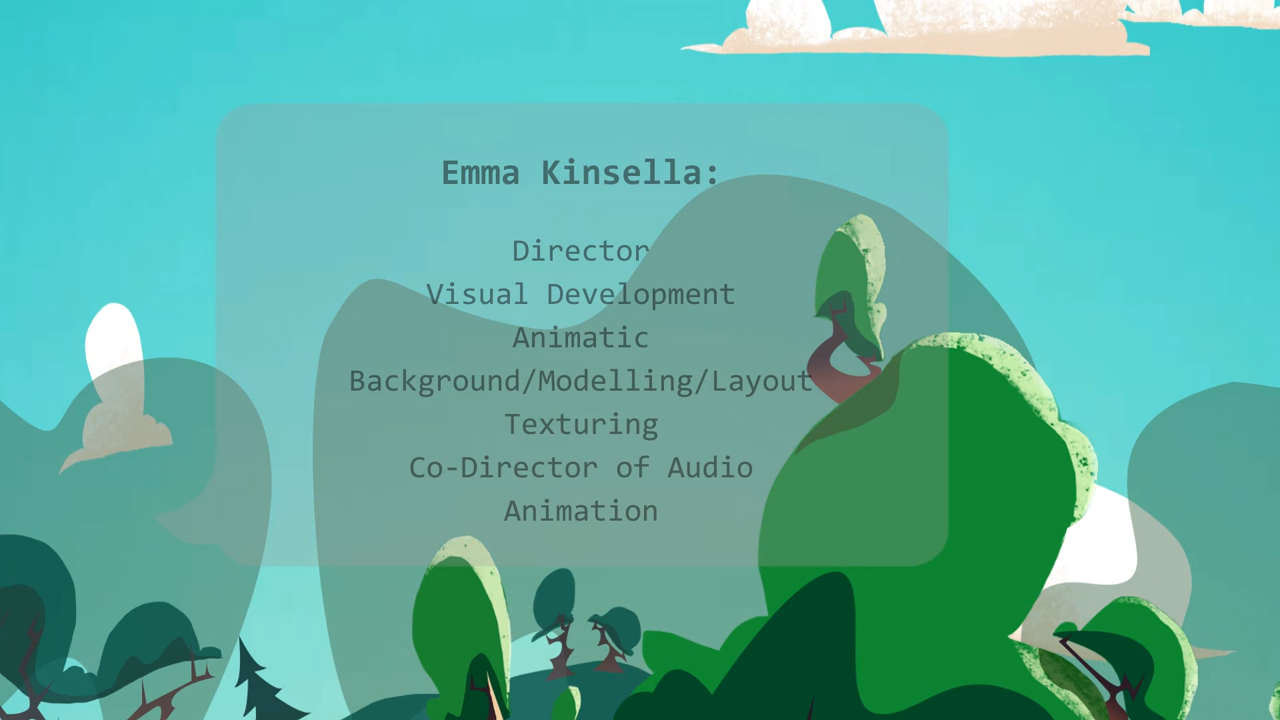 Emma Kinsella:
Director
Visual Development
Animatic
Background/Modelling/Layout
Texturing
Co-Director of Audio
Animation